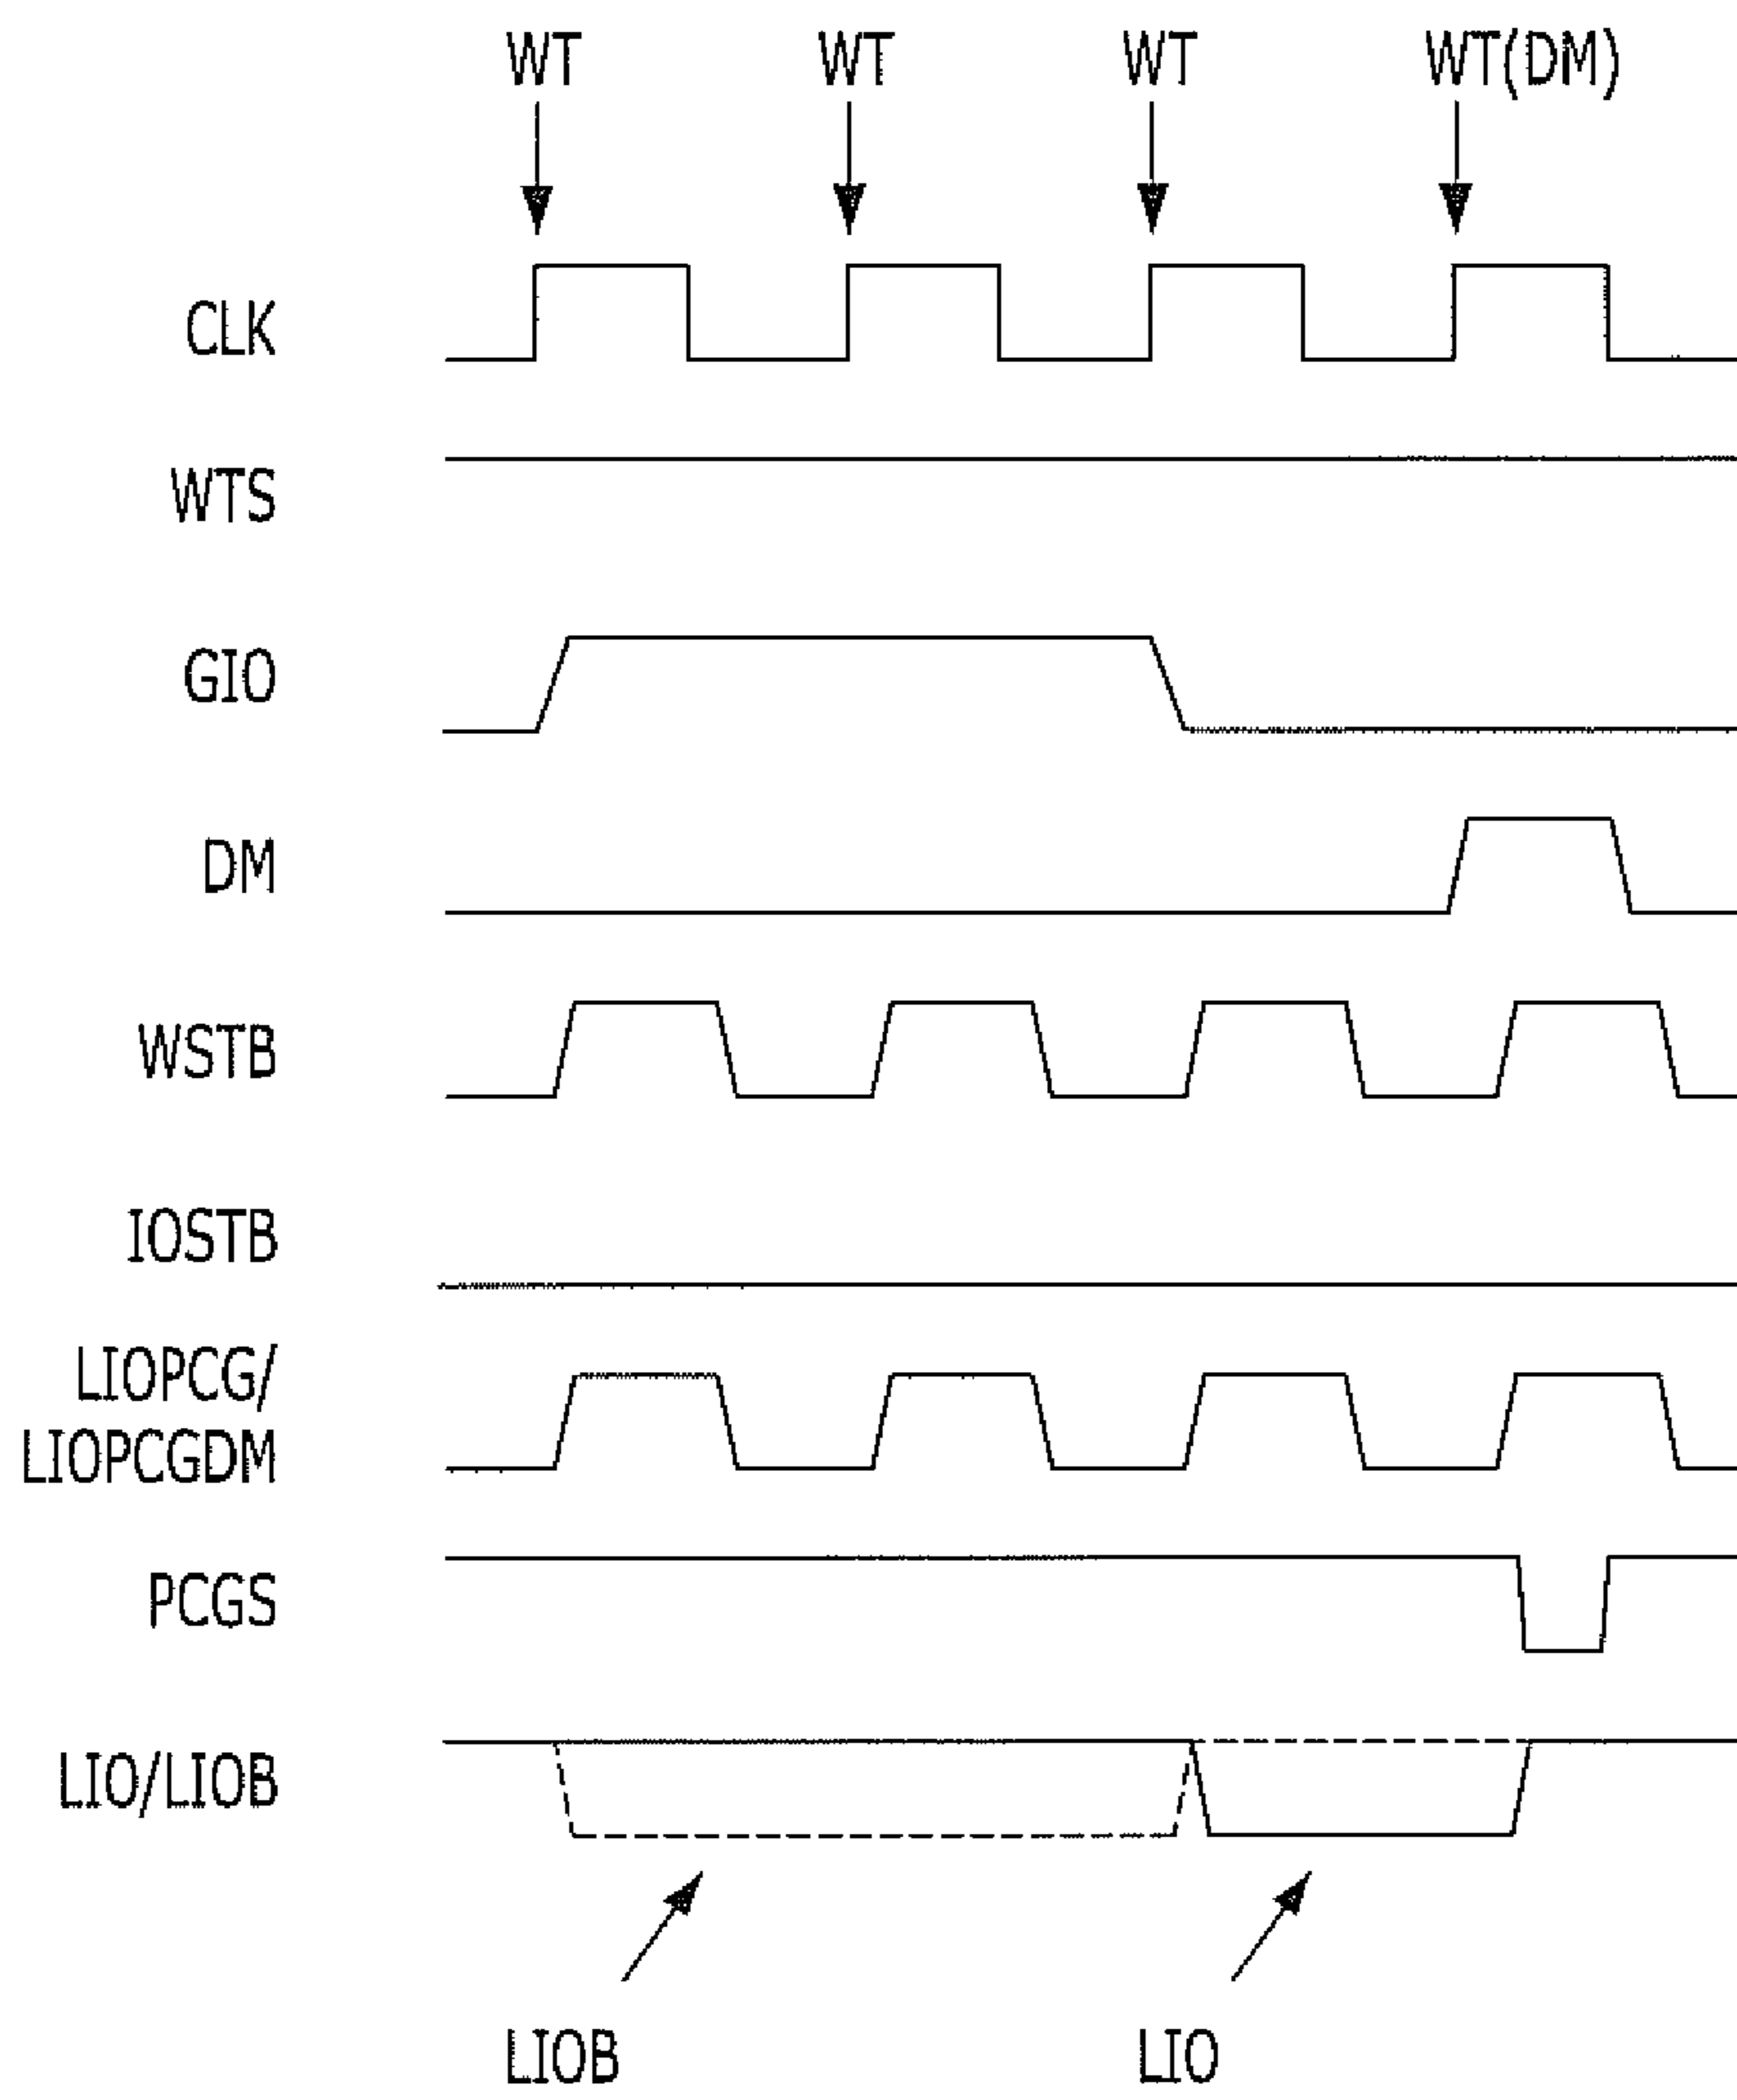 WT WT WT WT(DM)
CLK
WTS
GIO
DM
WSTB
IOSTB
LIOPCG/
LIOPCGDM
PCGS
LIO/LIOB
LIOB LIO